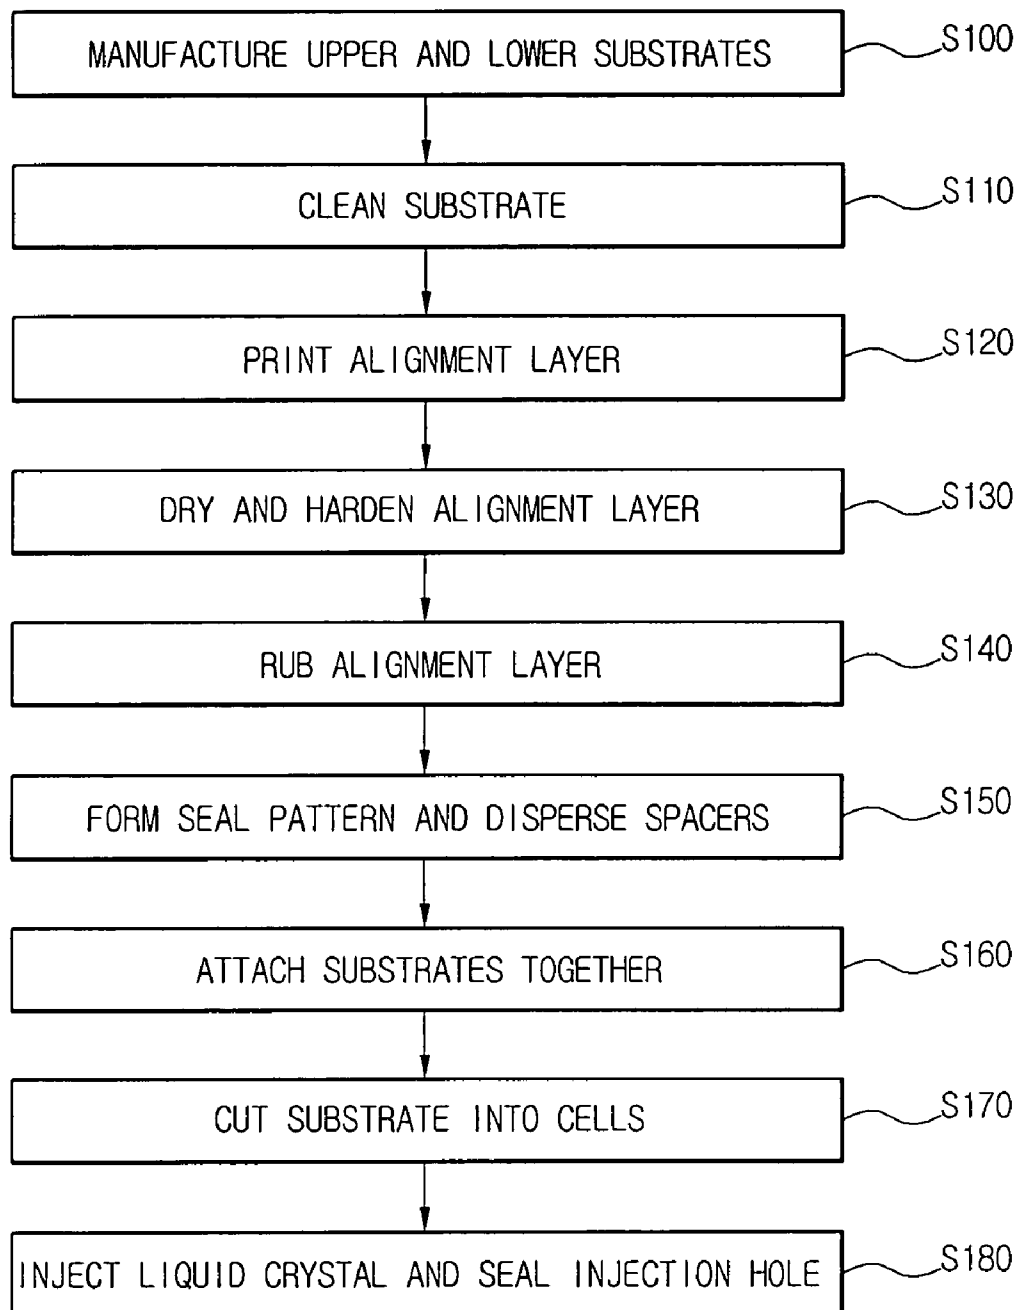 MANUFACTURE UPPER AND LOWER SUBSTRATES
S100
CLEAN SUBSTRATE
S110
PRINT ALIGNMENT LAYER
S120
DRY AND HARDEN ALIGNMENT LAYER
S130
RUB ALIGNMENT LAYER
S140
FORM SEAL PATTERN AND DISPERSE SPACERS
S150
ATTACH SUBSTRATES TOGETHER
S160
CUT SUBSTRATE INTO CELLS
S170
INJECT LIQUID CRYSTAL AND SEAL INJECTION HOLE
S180